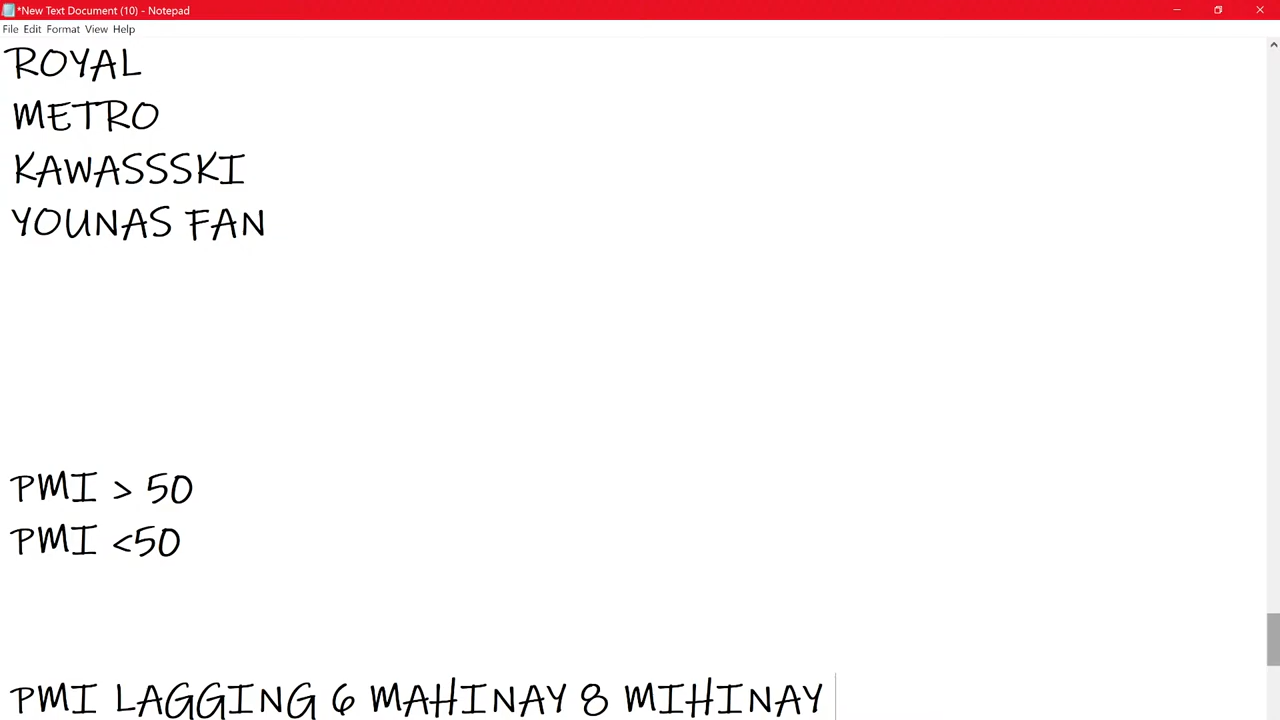 *New Text Document (10) - Notepad
File Edit Format View Help
ROYAL
METRO
KAWASSSKI
YOUNAS FAN
PMI > 50
PMI <50
PMI LAGGING 6 MAHINAY 8 MIHINAY